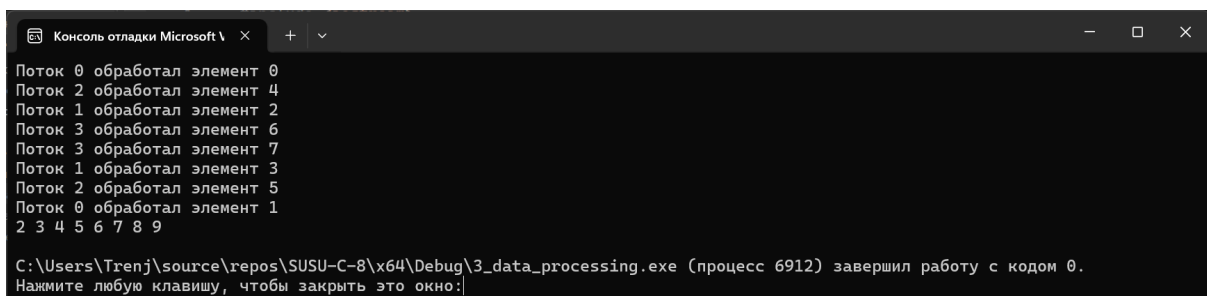 Консоль отладки Microsoft V
Поток 0 обработал элемент 0
Поток 2 обработал элемент 4
Поток 1 обработал элемент 2
Поток 3 обработал элемент 6
Поток 3 обработал элемент 7
Поток 1 обработал элемент 3
Поток 2 обработал элемент 5
Поток 0 обработал элемент 1
2 3 4 5 6 7 8 9
C:\Users\Trenj\source\repos\SUSU-C-8\x64\Debug\3_data_processing.exe (процесс 6912) завершил работу с кодом 0.
Нажмите любую клавишу, чтобы закрыть это окно: